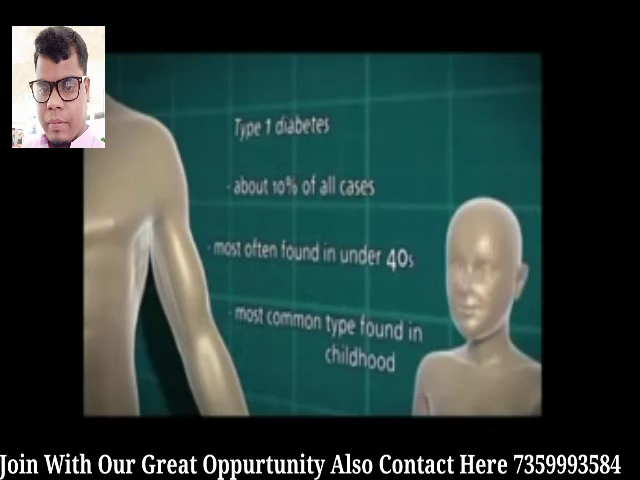 Type 1 diabetes
- about 10% of all cases
- most often found in under 40s
- most common type found in
childhood
Join With Our Great Oppurtunity Also Contact Here 7359993584